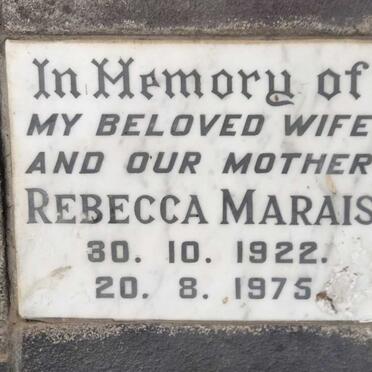 In Memory of
MY BELOVED WIFE
AND OUR MOTHER
REBECCA MARAIS
30. 10. 1922.
20. 8. 1975.